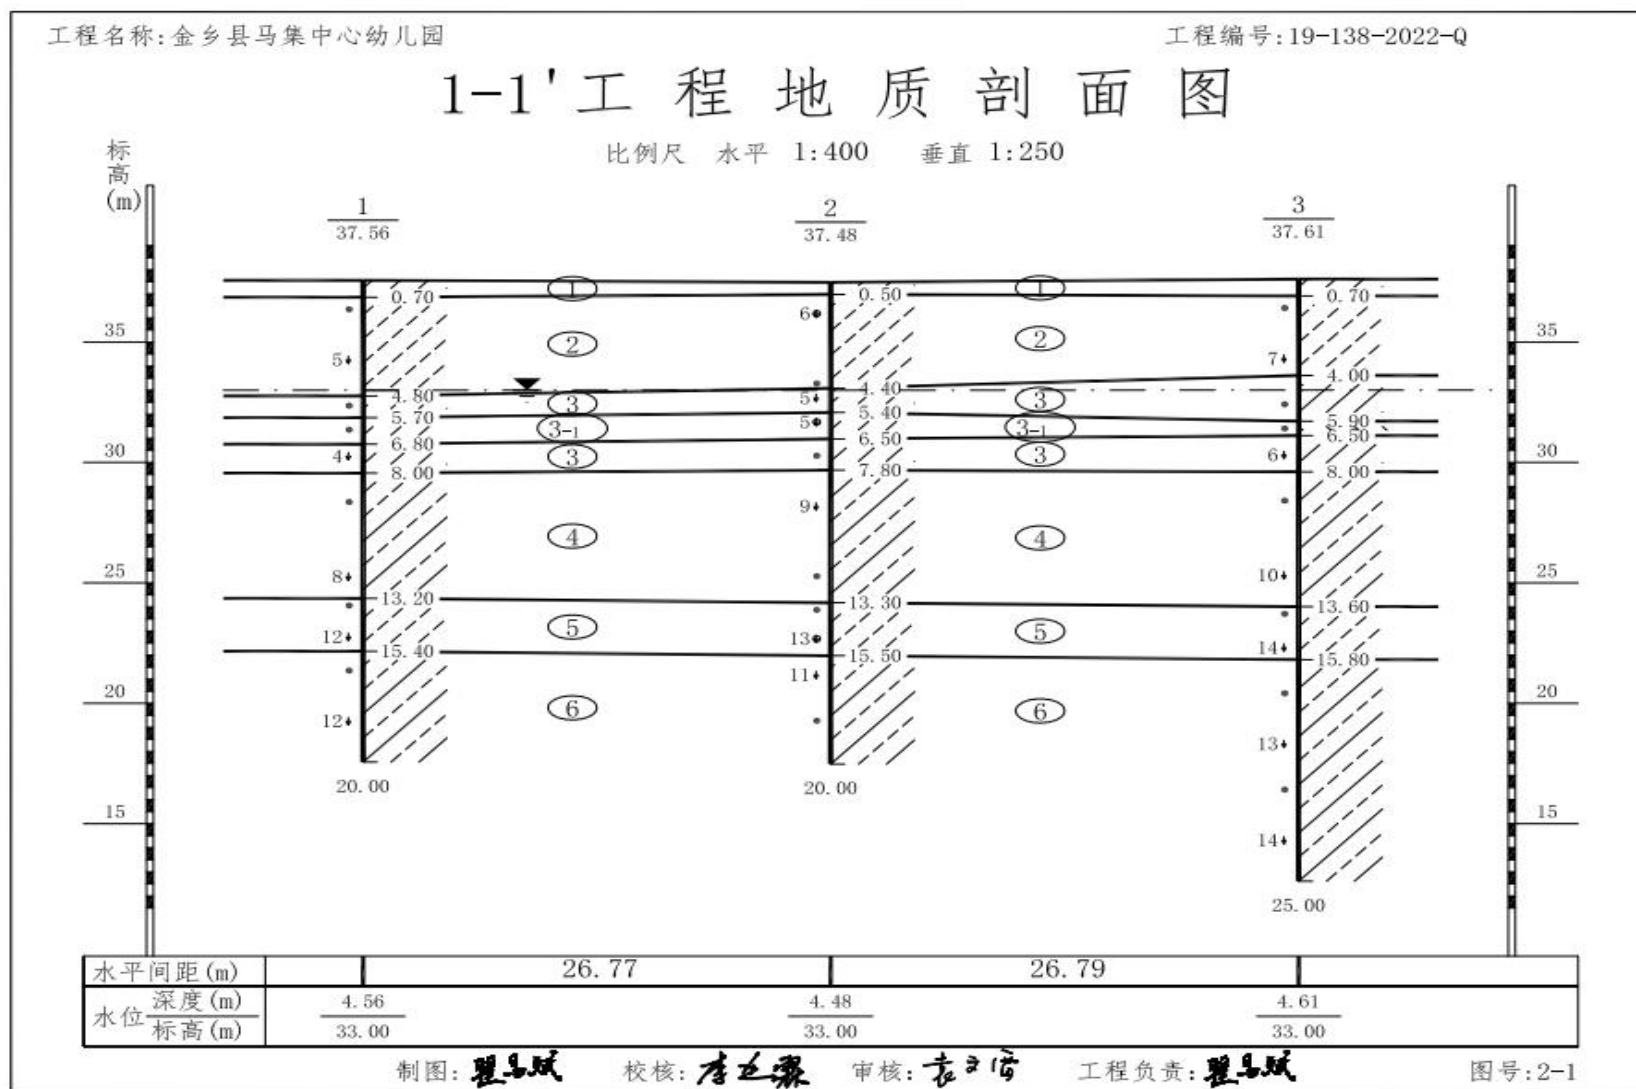 工程名称:金乡县马集中心幼儿园 工程编号:19-138-2022-Q
1-1'工程地质剖面图
比例尺 水平 1:400 垂直 1:250
标高(m)
1 2 3
37.56 37.48 37.61
① ①
0.70 0.50 0.70
6
35 ② ② 35
5 7
4.80 4.40 4.00
③ 5 ③
5.70 5.40 5.90
3-1 5 3-1
6.80 6.50 6.50
30 4 ③ ③ 6 30
8.00 7.80 8.00
9
④ ④
25 8 10 25
13.20 13.30 13.60
⑤ ⑤
12 13 14
15.40 15.50 15.80
11
20 ⑥ ⑥ 20
12 13
20.00 20.00
15 15
14
25.00
水平间距(m) 26.77 26.79
水位 深度(m) 4.56 4.48 4.61
标高(m) 33.00 33.00 33.00
制图: 校核: 审核: 工程负责: 图号:2-1